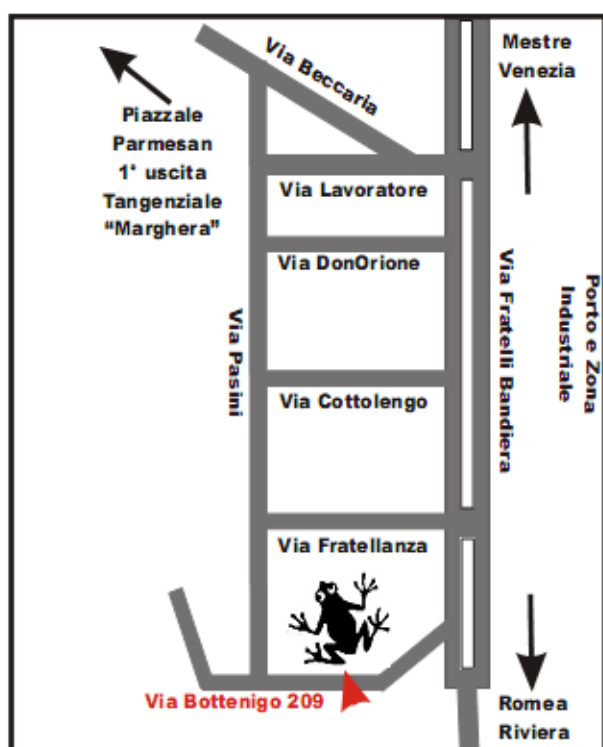 Mestre
Venezia
Via Beccaria
Piazzale
Parmesan
1° uscita
Tangenziale
“Marghera”
Via Lavoratore
Via DonOrione
Via Pasini
Via Fratelli Bandiera
Porto e Zona
Industriale
Via Cottolengo
Via Fratellanza
Via Bottenigo 209
Romea
Riviera